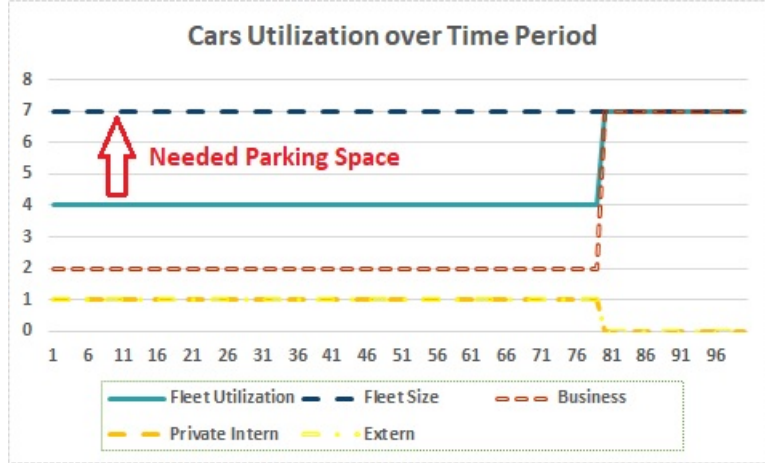 Cars Utilization over Time Period
8
7
6
5
4
3
2
1
0
Needed Parking Space
1 6 11 16 21 26 31 36 41 46 51 56 61 66 71 76 81 86 91 96
Fleet Utilization Fleet Size Business
Private Intern Extern